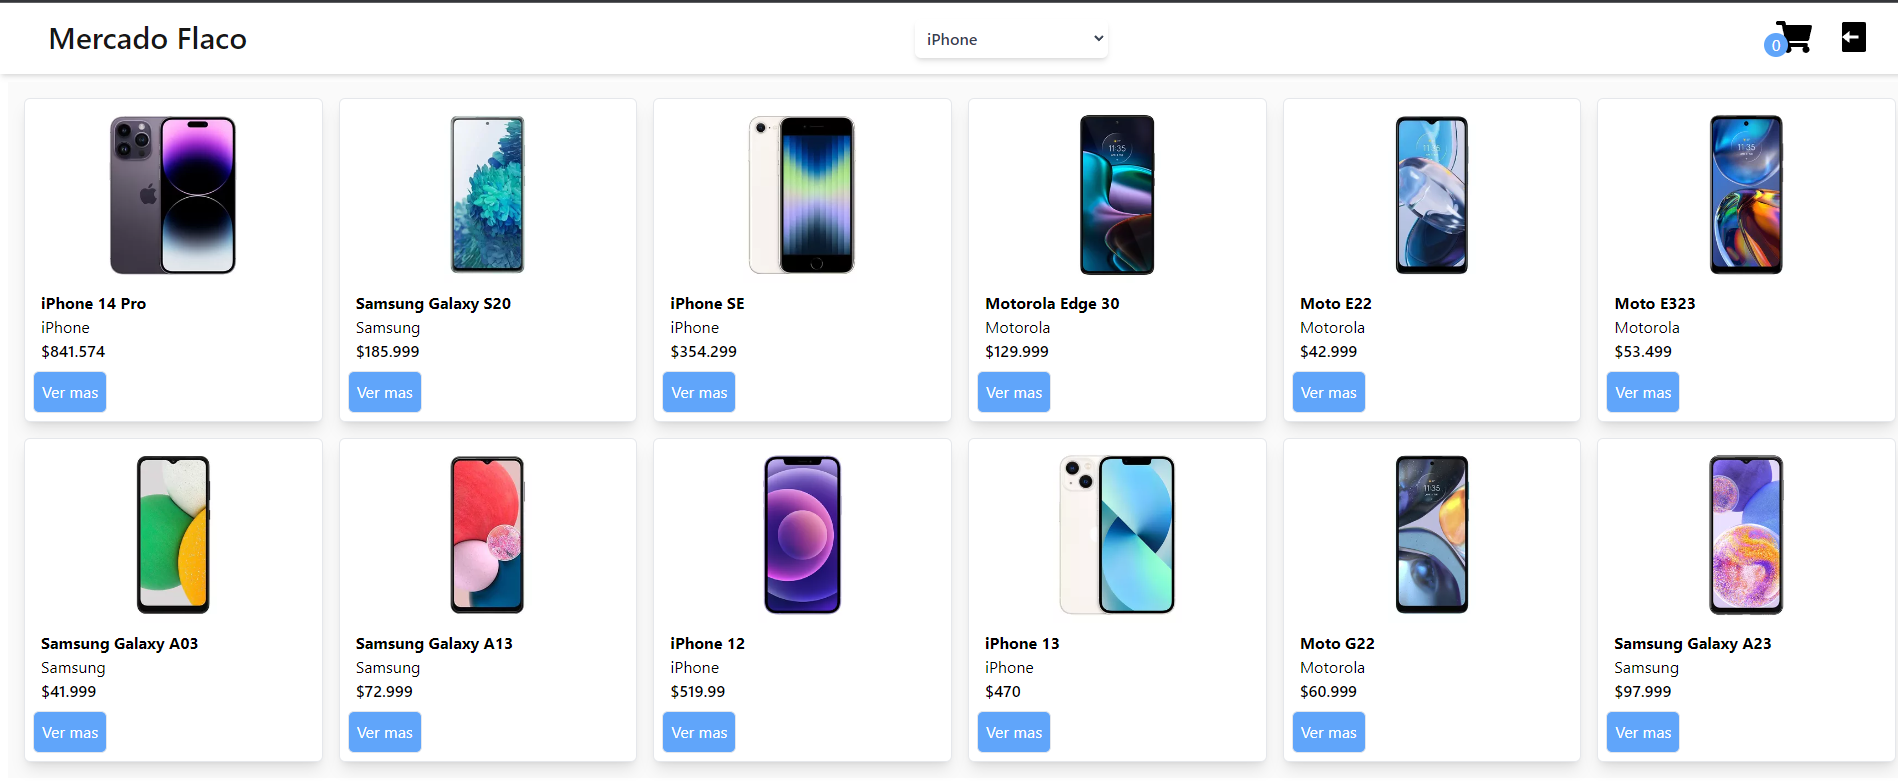 Mercado Flaco
iPhone
0
iPhone 14 Pro
iPhone
$841.574
Ver mas
Samsung Galaxy S20
Samsung
$185.999
Ver mas
iPhone SE
iPhone
$354.299
Ver mas
Motorola Edge 30
Motorola
$129.999
Ver mas
Moto E22
Motorola
$42.999
Ver mas
Moto E323
Motorola
$53.499
Ver mas
Samsung Galaxy A03
Samsung
$41.999
Ver mas
Samsung Galaxy A13
Samsung
$72.999
Ver mas
iPhone 12
iPhone
$519.99
Ver mas
iPhone 13
iPhone
$470
Ver mas
Moto G22
Motorola
$60.999
Ver mas
Samsung Galaxy A23
Samsung
$97.999
Ver mas